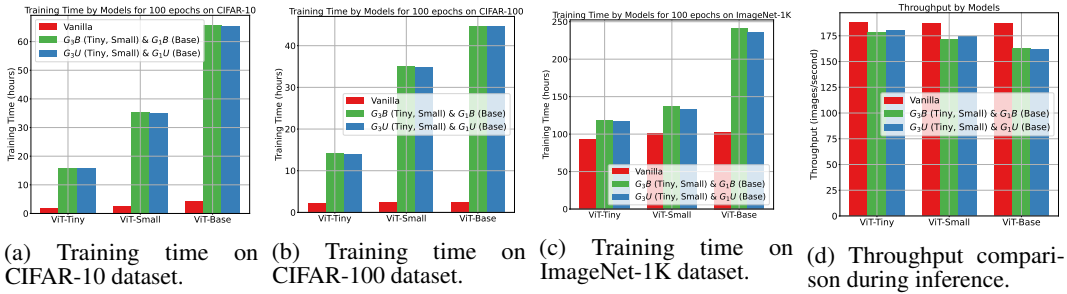 Training Time by Models for 100 epochs on CIFAR-10
Training Time (hours)
60
50
40
30
20
10
0
Vanilla
G₃B (Tiny, Small) & G₁B (Base)
G₃U (Tiny, Small) & G₁U (Base)
ViT-Tiny ViT-Small ViT-Base
(a) Training time on
CIFAR-10 dataset.
Training Time by Models for 100 epochs on CIFAR-100
Training Time (hours)
40
30
20
10
0
Vanilla
G₃B (Tiny, Small) & G₁B (Base)
G₃U (Tiny, Small) & G₁U (Base)
ViT-Tiny ViT-Small ViT-Base
(b) Training time on
CIFAR-100 dataset.
Training Time by Models for 100 epochs on ImageNet-1K
Training Time (hours)
250
200
150
100
50
0
Vanilla
G₃B (Tiny, Small) & G₁B (Base)
G₃U (Tiny, Small) & G₁U (Base)
ViT-Tiny ViT-Small ViT-Base
(c) Training time on
ImageNet-1K dataset.
Throughput by Models
Throughput (images/second)
175
150
125
100
75
50
25
0
Vanilla
G₃B (Tiny, Small) & G₁B (Base)
G₃U (Tiny, Small) & G₁U (Base)
ViT-Tiny ViT-Small ViT-Base
(d) Throughput compari-
son during inference.